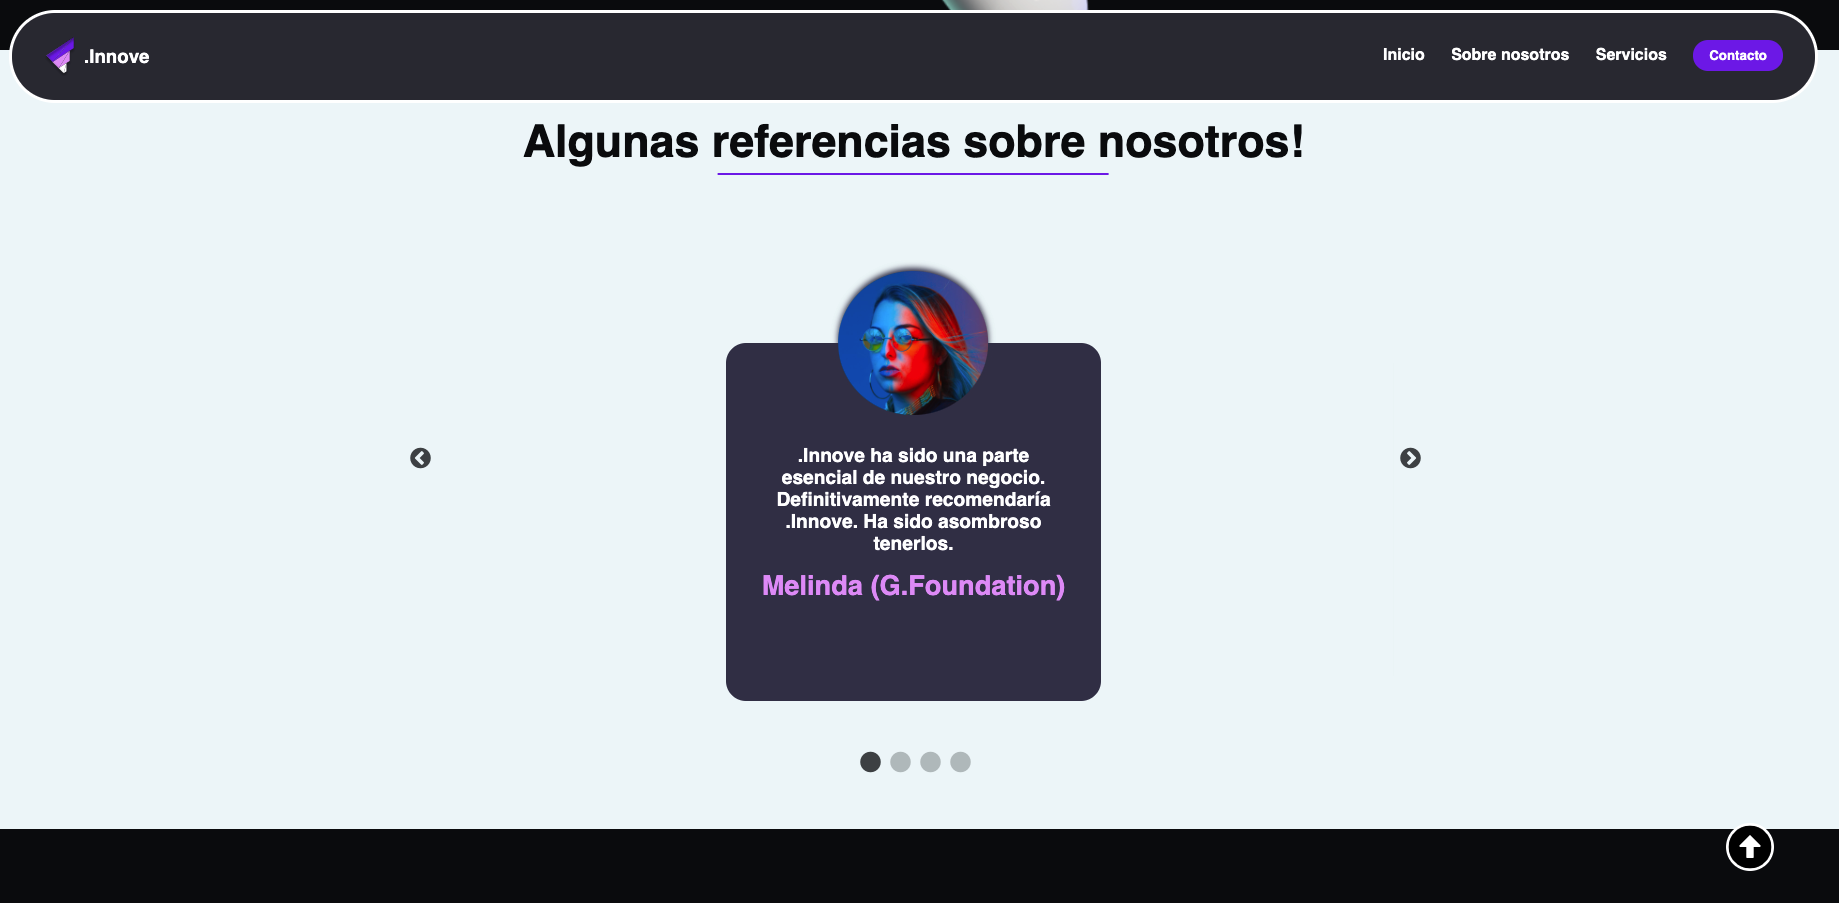 .Innove
Inicio
Sobre nosotros
Servicios
Contacto
Algunas referencias sobre nosotros!
.Innove ha sido una parte
esencial de nuestro negocio.
Definitivamente recomendaría
.Innove. Ha sido asombroso
tenerlos.
Melinda (G.Foundation)